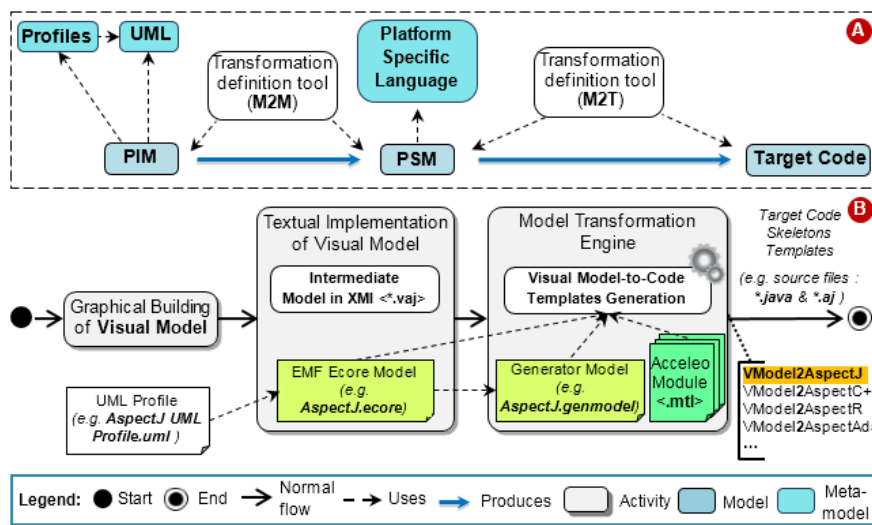 A
Profiles
UML
Platform
Specific
Language
Transformation
definition tool
(M2M)
Transformation
definition tool
(M2T)
PIM
PSM
Target Code
B
Textual Implementation
of Visual Model
Model Transformation
Engine
Target Code
Skeletons
Templates
(e.g. source files :
*.java & *.aj )
Intermediate
Model in XMI <*.vaj>
Visual Model-to-Code
Templates Generation
Graphical Building
of Visual Model
EMF Ecore Model
(e.g.
AspectJ.ecore)
Generator Model
(e.g.
AspectJ.genmodel)
Acceleo
Module
<.mtl>
UML Profile
(e.g. AspectJ UML
Profile.uml )
VModel2AspectJ
VModel2AspectC+
VModel2AspectR
VModel2AspectAda
...
Legend:
Start
End
Normal
flow
Uses
Produces
Activity
Model
Meta-
model